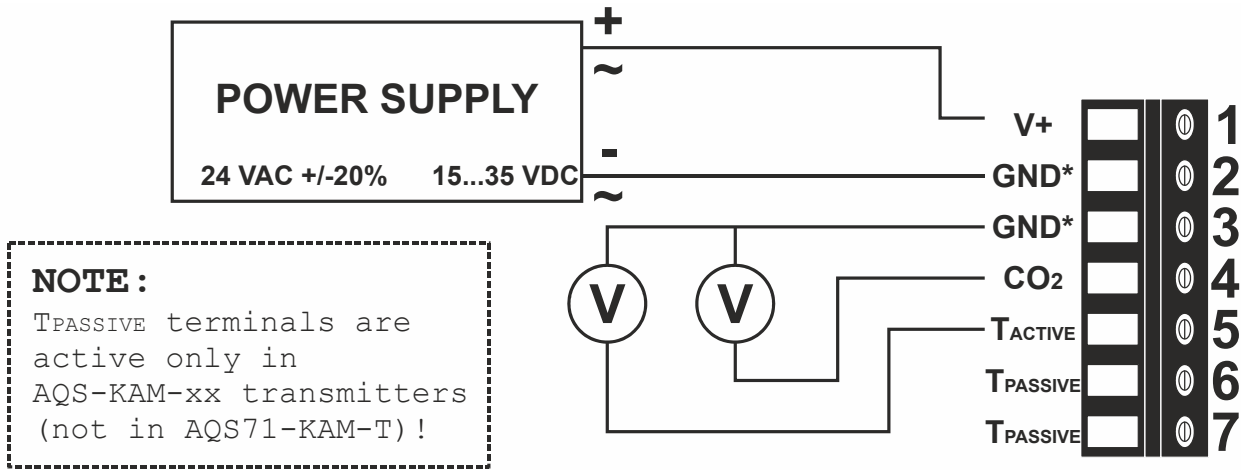 +
~
POWER SUPPLY
24 VAC +/-20% 15...35 VDC
-
~
V+ 1
GND* 2
GND* 3
CO2 4
TACTIVE 5
TPASSIVE 6
TPASSIVE 7
V V
NOTE:
TPASSIVE terminals are
active only in
AQS-KAM-xx transmitters
(not in AQS71-KAM-T)!